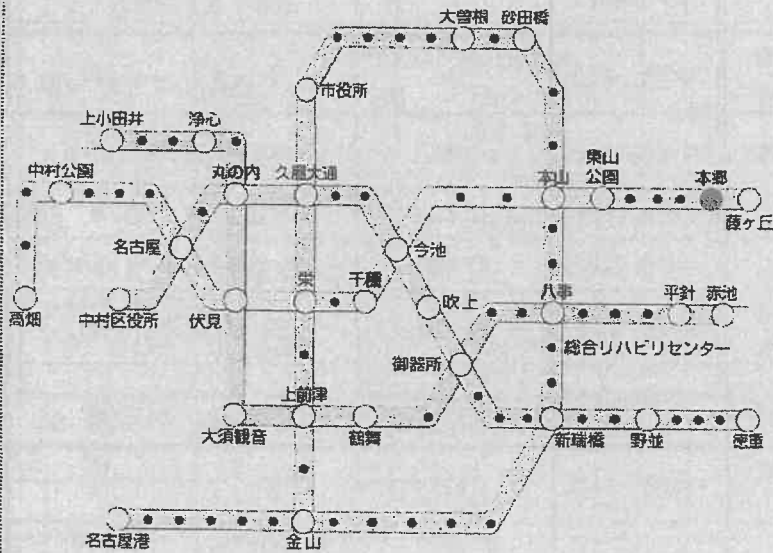 大曽根 砂田橋
市役所
上小田井 浄心
中村公園 丸の内 久屋大通 本山
東山
公園
本郷
藤ヶ丘
名古屋 今池
高畑 中村区役所 伏見 栄 千種 吹上 八事 平針 赤池
御器所 総合リハビリセンター
上前津
大須観音 鶴舞 新瑞橋 野並 徳重
名古屋港 金山